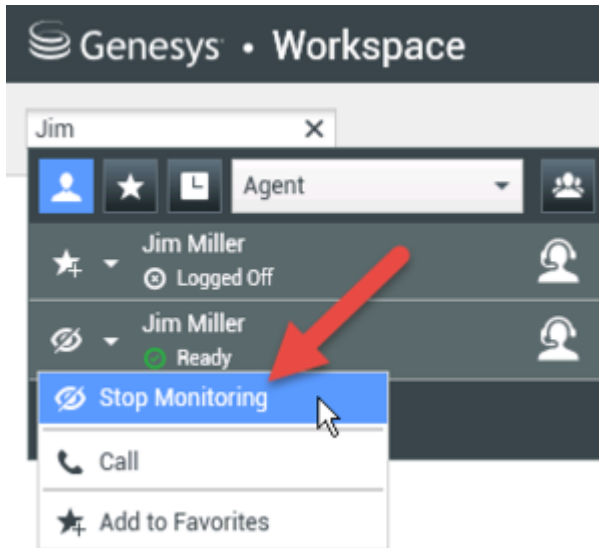 Genesys • Workspace
Jim
Agent
Jim Miller
Logged Off
Jim Miller
Ready
Stop Monitoring
Call
Add to Favorites